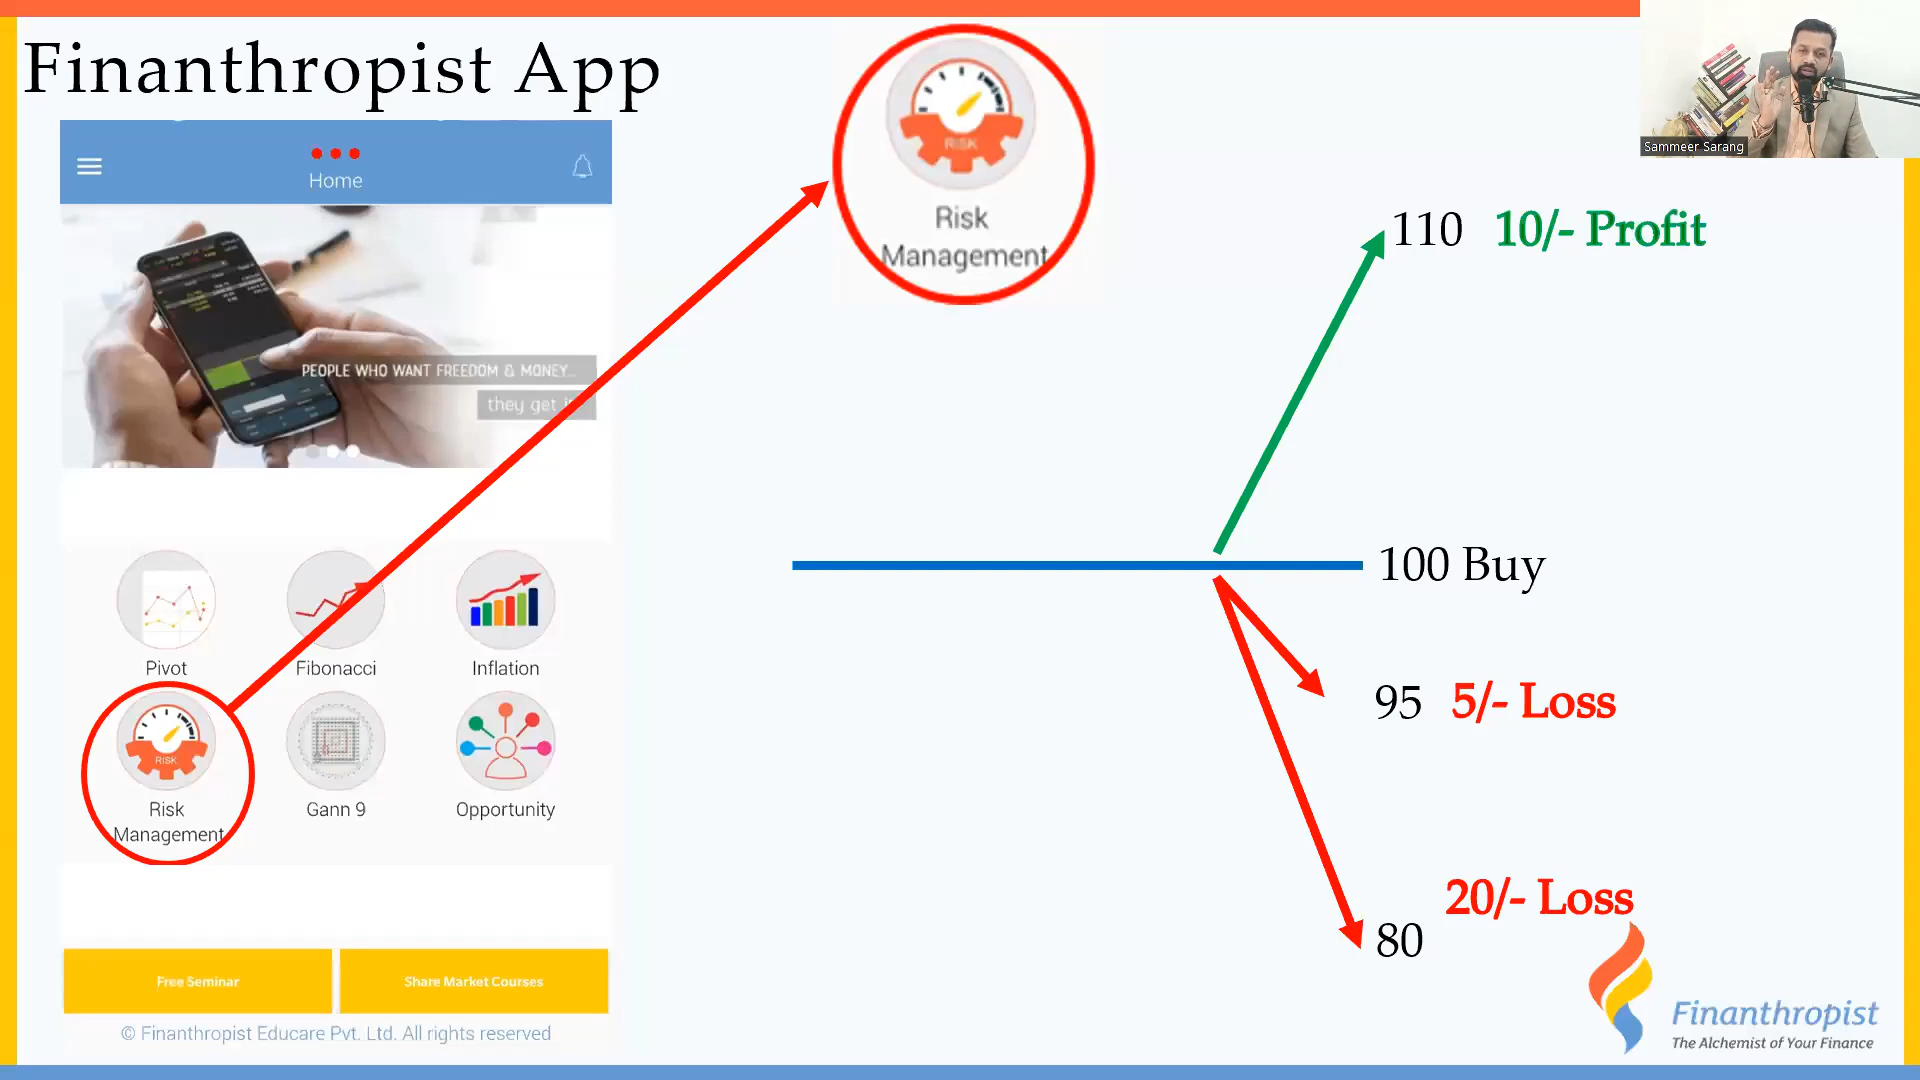 Finanthropist App
Sammeer Sarang
Home
PEOPLE WHO WANT FREEDOM & MONEY...
they get i
Pivot
Fibonacci
Inflation
RISK
Risk
Management
Gann 9
Opportunity
Free Seminar
Share Market Courses
© Finanthropist Educare Pvt. Ltd. All rights reserved
RISK
Risk
Management
110 10/- Profit
100 Buy
95 5/- Loss
20/- Loss
80
Finanthropist
The Alchemist of Your Finance